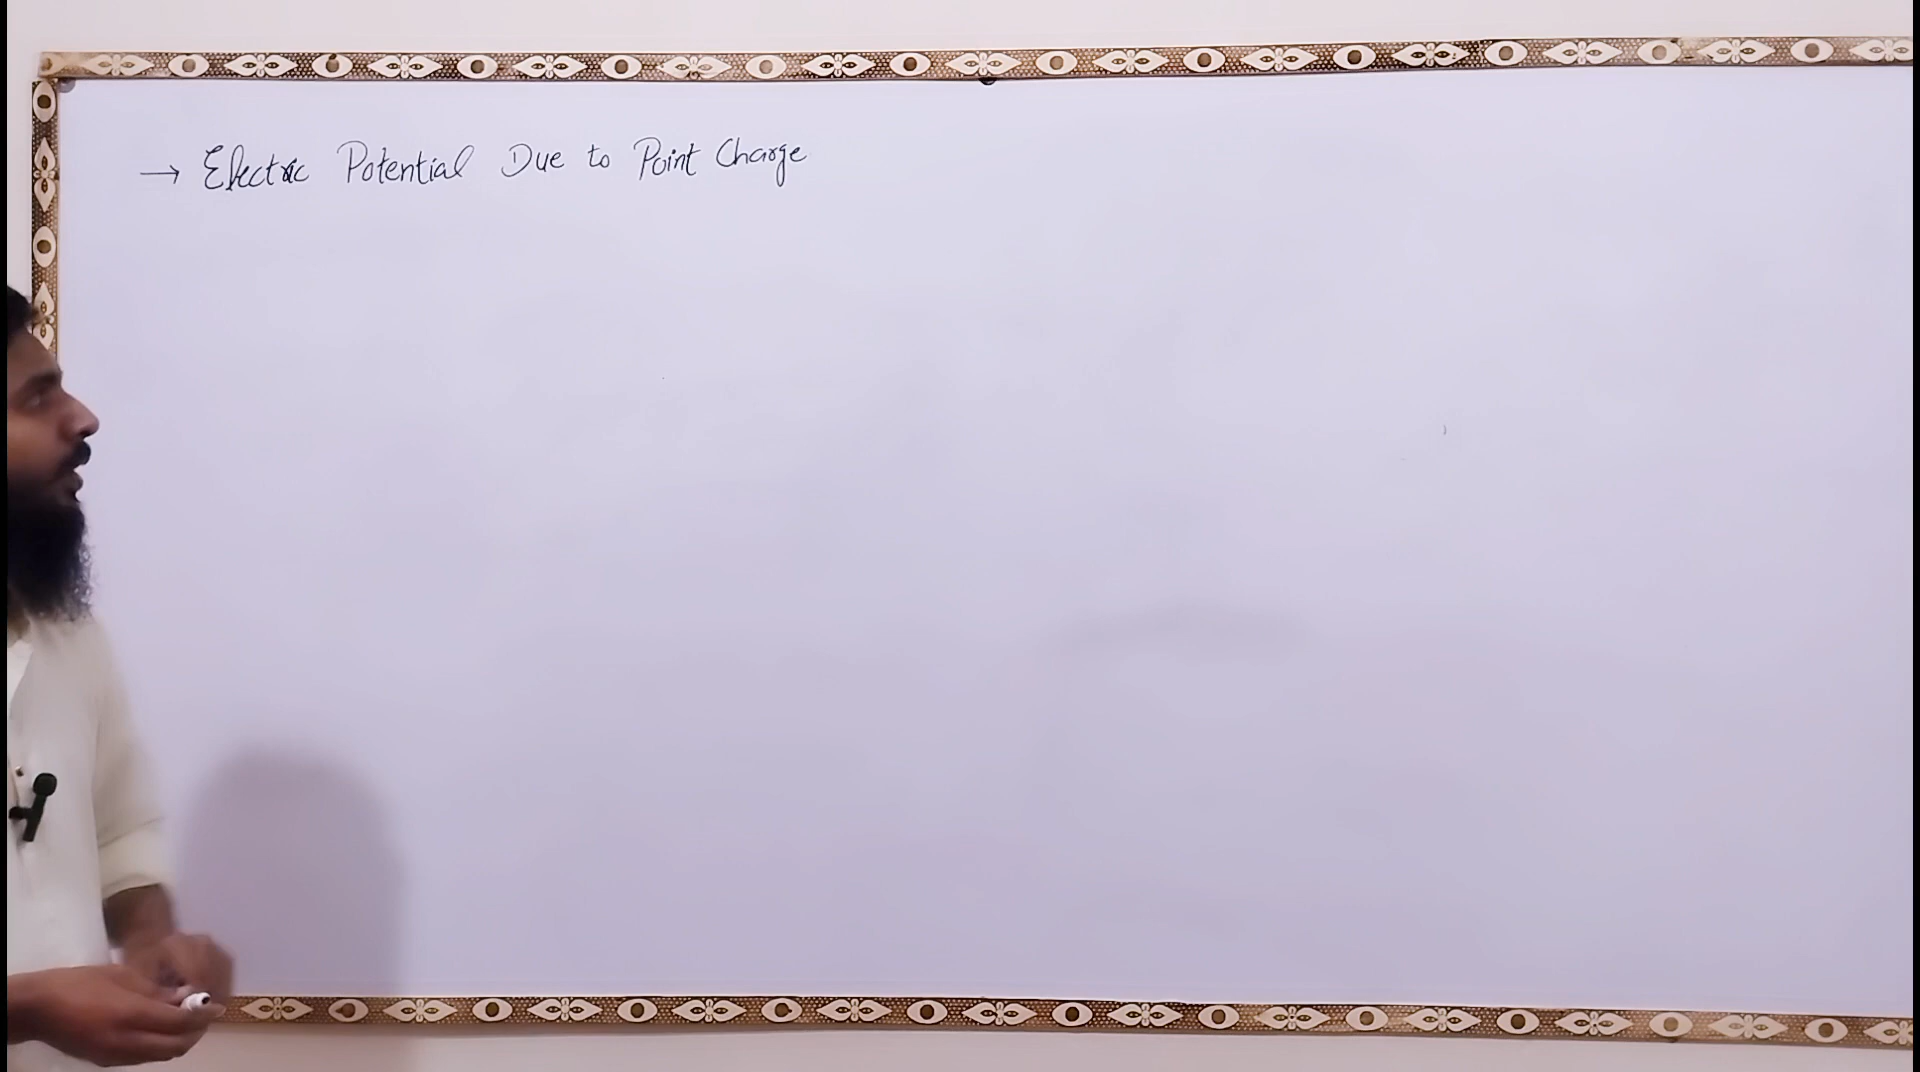 → Electric Potential Due to Point Charge